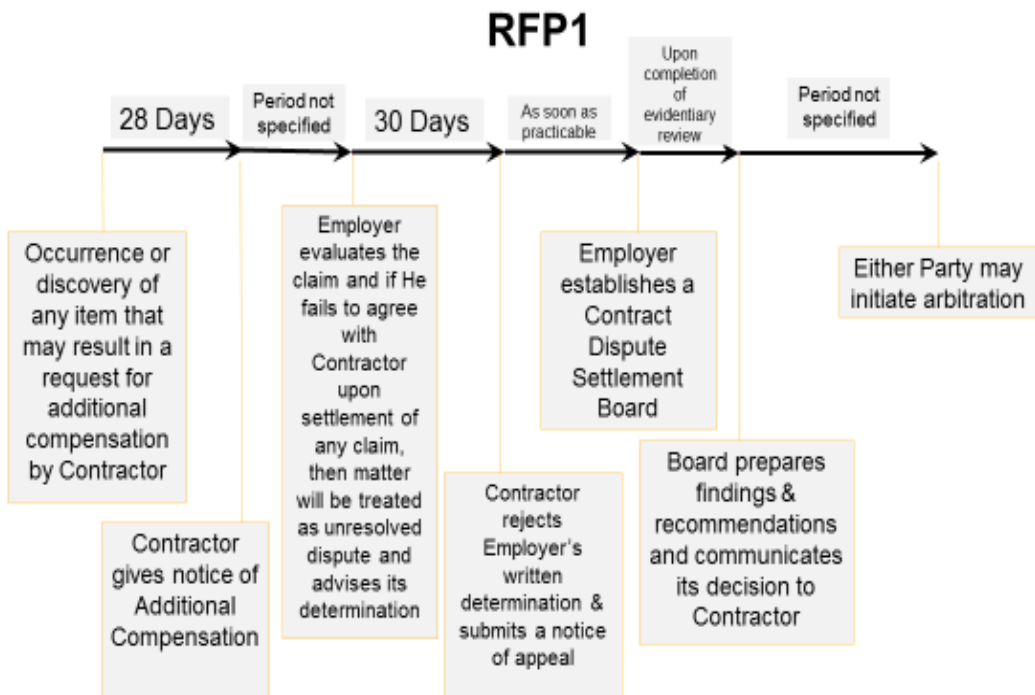 RFP1
28 Days
Period not
specified
30 Days
As soon as
practicable
Upon
completion
of
evidentiary
review
Period not
specified
Occurrence or
discovery of
any item that
may result in a
request for
additional
compensation
by Contractor
Contractor
gives notice of
Additional
Compensation
Employer
evaluates the
claim and if He
fails to agree
with
Contractor
upon
settlement of
any claim,
then matter
will be treated
as unresolved
dispute and
advises its
determination
Contractor
rejects
Employer's
written
determination &
submits a notice
of appeal
Employer
establishes a
Contract
Dispute
Settlement
Board
Board prepares
findings &
recommendations
and communicates
its decision to
Contractor
Either Party may
initiate arbitration